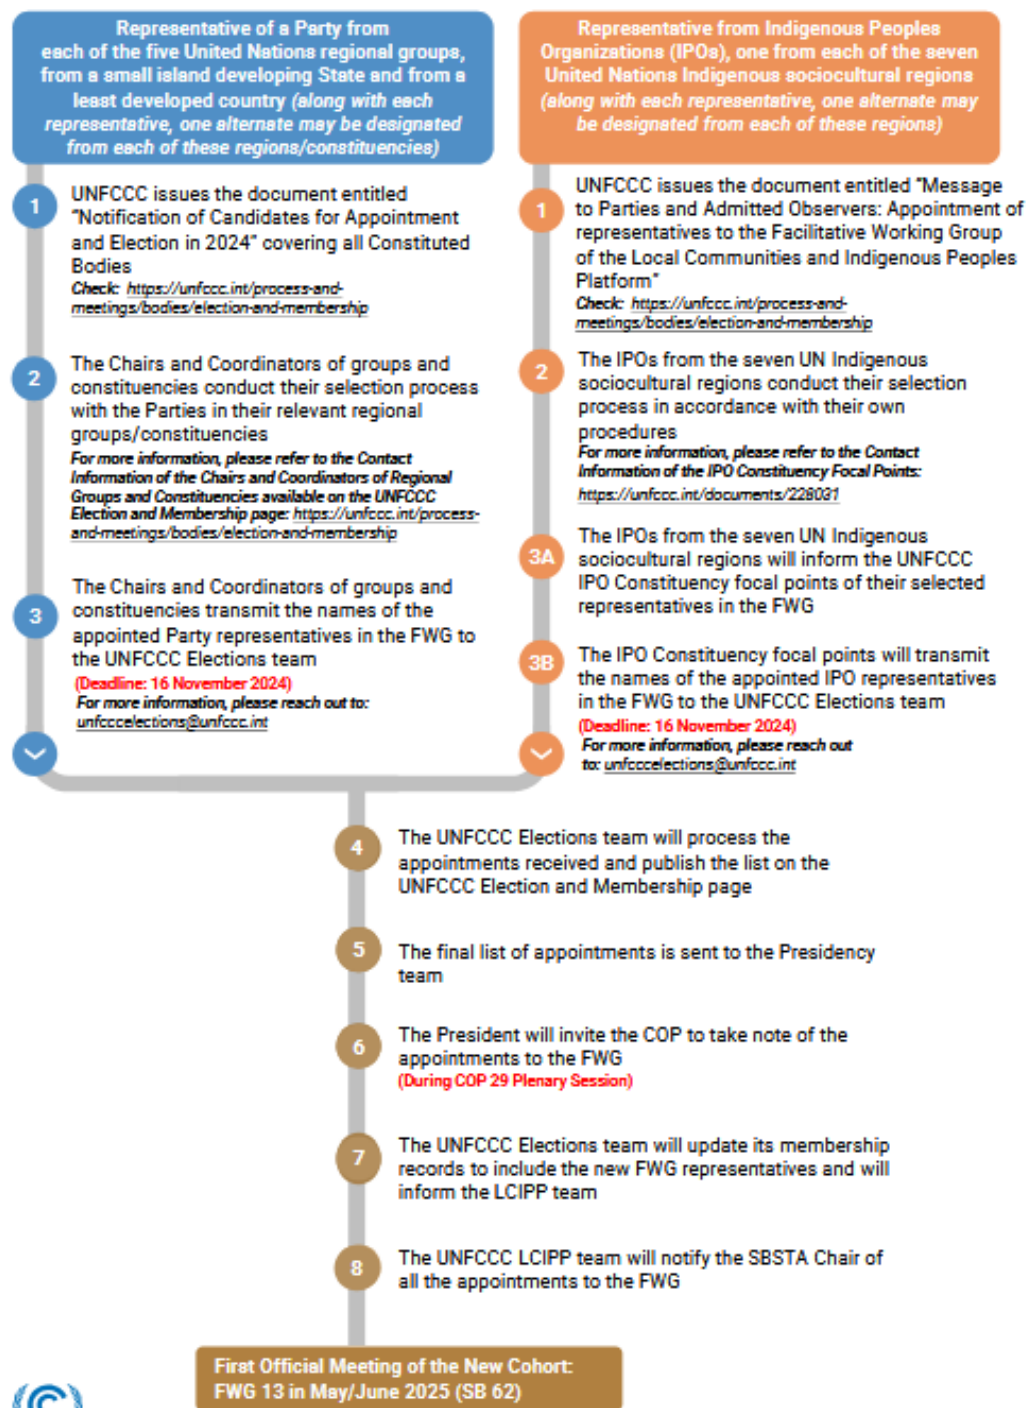 Representative of a Party from
each of the five United Nations regional groups,
from a small island developing State and from a
least developed country (along with each
representative, one alternate may be designated
from each of these regions/constituencies)
1
UNFCCC issues the document entitled
“Notification of Candidates for Appointment
and Election in 2024” covering all Constituted
Bodies
Check: https://unfccc.int/process-and-
meetings/bodies/election-and-membership
2
The Chairs and Coordinators of groups and
constituencies conduct their selection process
with the Parties in their relevant regional
groups/constituencies
For more information, please refer to the Contact
Information of the Chairs and Coordinators of Regional
Groups and Constituencies available on the UNFCCC
Election and Membership page: https://unfccc.int/process-
and-meetings/bodies/election-and-membership
3
The Chairs and Coordinators of groups and
constituencies transmit the names of the
appointed Party representatives in the FWG to
the UNFCCC Elections team
(Deadline: 16 November 2024)
For more information, please reach out to:
unfcccelections@unfccc.int
Representative from Indigenous Peoples
Organizations (IPOs), one from each of the seven
United Nations Indigenous sociocultural regions
(along with each representative, one alternate may
be designated from each of these regions)
1
UNFCCC issues the document entitled “Message
to Parties and Admitted Observers: Appointment of
representatives to the Facilitative Working Group
of the Local Communities and Indigenous Peoples
Platform”
Check: https://unfccc.int/process-and-
meetings/bodies/election-and-membership
2
The IPOs from the seven UN Indigenous
sociocultural regions conduct their selection
process in accordance with their own
procedures
For more information, please refer to the Contact
Information of the IPO Constituency Focal Points:
https://unfccc.int/documents/228031
3A
The IPOs from the seven UN Indigenous
sociocultural regions will inform the UNFCCC
IPO Constituency focal points of their selected
representatives in the FWG
3B
The IPO Constituency focal points will transmit
the names of the appointed IPO representatives
in the FWG to the UNFCCC Elections team
(Deadline: 16 November 2024)
For more information, please reach out
to: unfcccelections@unfccc.int
4
The UNFCCC Elections team will process the
appointments received and publish the list on the
UNFCCC Election and Membership page
5
The final list of appointments is sent to the Presidency
team
6
The President will invite the COP to take note of the
appointments to the FWG
(During COP 29 Plenary Session)
7
The UNFCCC Elections team will update its membership
records to include the new FWG representatives and will
inform the LCIPP team
8
The UNFCCC LCIPP team will notify the SBSTA Chair of
all the appointments to the FWG
First Official Meeting of the New Cohort:
FWG 13 in May/June 2025 (SB 62)